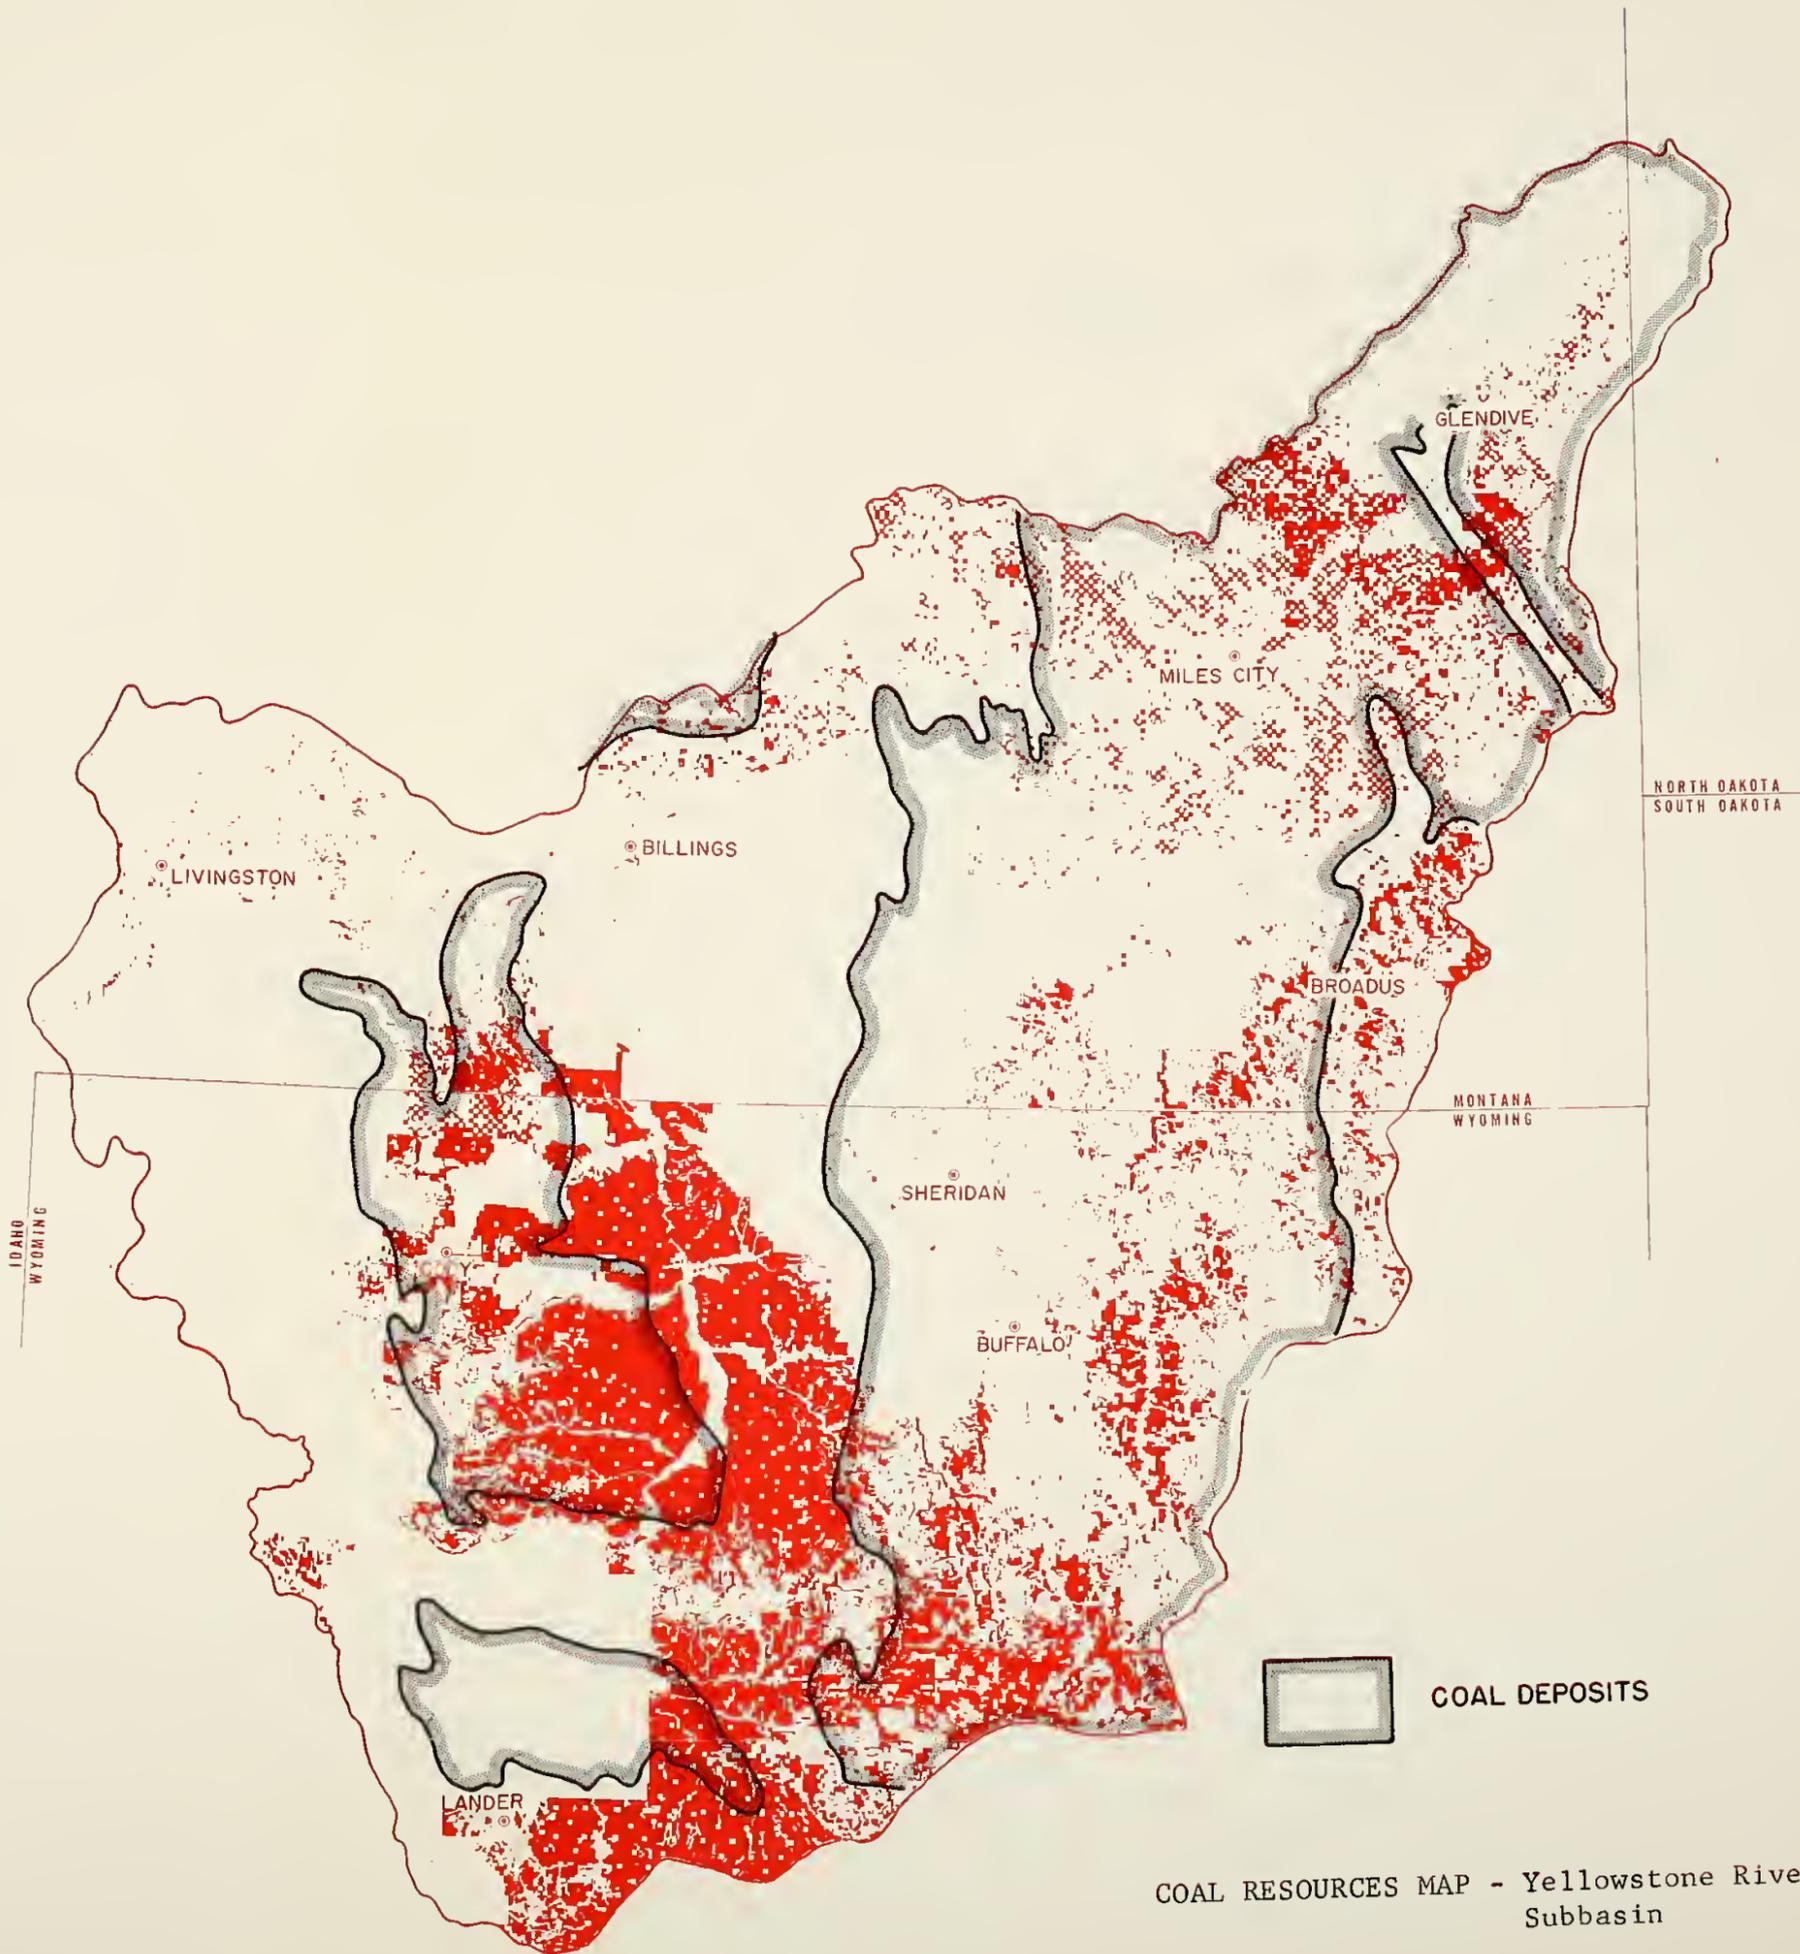 GLENDIVE
MILES CITY
NORTH OAKOTA
SOUTH OAKOTA
BILLINGS
LIVINGSTON
BROADUS
MONTANA
WYOMING
SHERIDAN
IDAHO
WYOMING
CODY
BUFFALO
COAL DEPOSITS
LANDER
COAL RESOURCES MAP - Yellowstone Rive
Subbasin